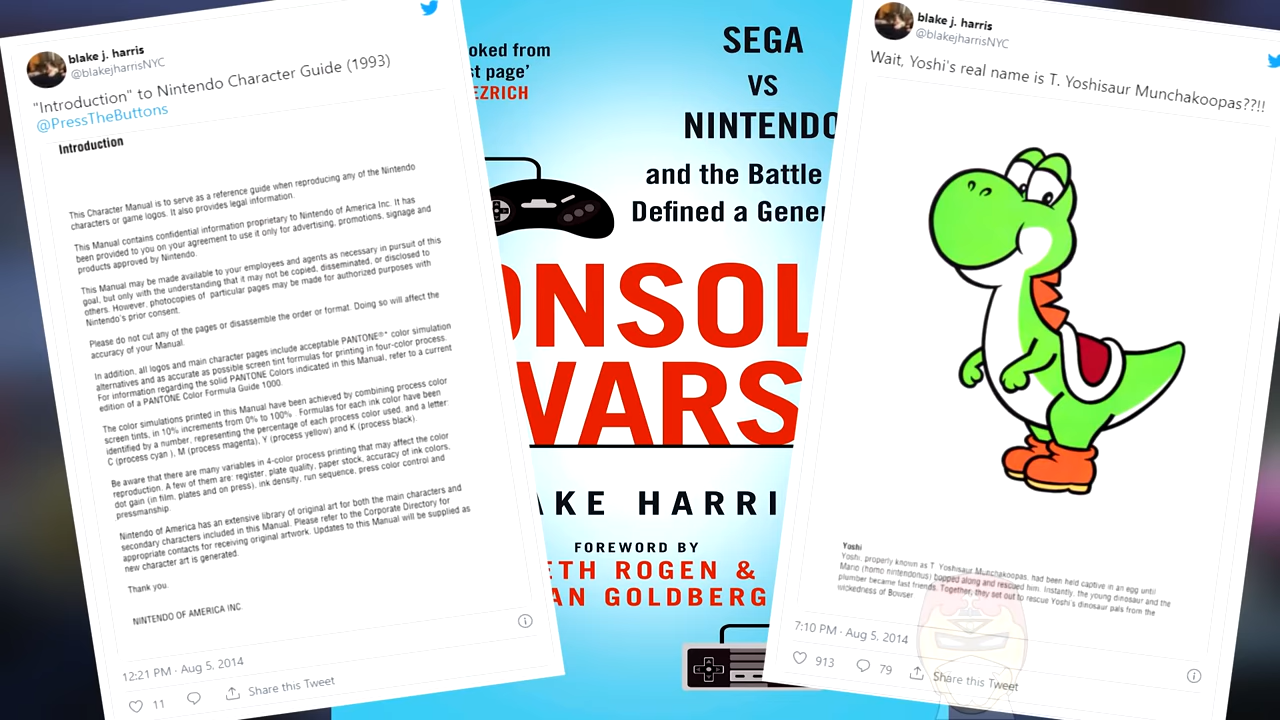 blake j. harris
@blakejharrisNYC
"Introduction" to Nintendo Character Guide (1993)
@PressTheButtons
Introduction
This Character Manual is to serve as a reference guide when reproducing any of the Nintendo
characters or game logos. It also provides legal information.
This Manual contains confidential information proprietary to Nintendo of America Inc. It has
been provided to you on your agreement to use it only for advertising, promotions, signage and
products approved by Nintendo.
This Manual may be made available to your employees and agents as necessary in pursuit of this
goal, but only with the understanding that it may not be copied, disseminated, or disclosed to
others. However, photocopies of particular pages may be made for authorized purposes with
Nintendo's prior consent.
Please do not cut any of the pages or disassemble the order or format. Doing so will affect the
accuracy of your Manual.
In addition, all logos and main character pages include acceptable PANTONE®* color simulation
alternatives and as accurate as possible screen tint formulas for printing in four-color process.
For information regarding the solid PANTONE Colors indicated in this Manual, refer to a current
edition of a PANTONE Color Formula Guide 1000.
The color simulations printed in this Manual have been achieved by combining process color
screen tints, in 10% increments from 0% to 100%. Formulas for each ink color have been
identified by a number, representing the percentage of each process color used, and a letter:
C (process cyan ), M (process magenta), Y (process yellow) and K (process black).
Be aware that there are many variables in 4-color process printing that may affect the color
reproduction. A few of them are: register, plate quality, paper stock, accuracy of ink colors,
dot gain (in film, plates and on press), ink density, run sequence, press color control and
pressmanship.
Nintendo of America has an extensive library of original art for both the main characters and
secondary characters included in this Manual. Please refer to the Corporate Directory for
appropriate contacts for receiving original artwork. Updates to this Manual will be supplied as
new character art is generated.
Thank you.
NINTENDO OF AMERICA INC
12:21 PM · Aug 5, 2014
11
Share this Tweet
oked from
st page'
EZRICH
SEGA
VS
NINTENDO
and the Battle
Defined a Gener
ONSOL
WARS
AKE HARRI
FOREWORD BY
ETH ROGEN &
AN GOLDBERG
blake j. harris
@blakejharrisNYC
Wait, Yoshi's real name is T. Yoshisaur Munchakoopas??!!
Yoshi
Yoshi, properly known as T. Yoshisaur Munchakoopas, had been held captive in an egg until
Mario (homo nintendonus) bopped along and rescued him. Instantly, the young dinosaur and the
plumber became fast friends. Together, they set out to rescue Yoshi's dinosaur pals from the
wickedness of Bowser
7:10 PM · Aug 5, 2014
913
79
Share this Tweet